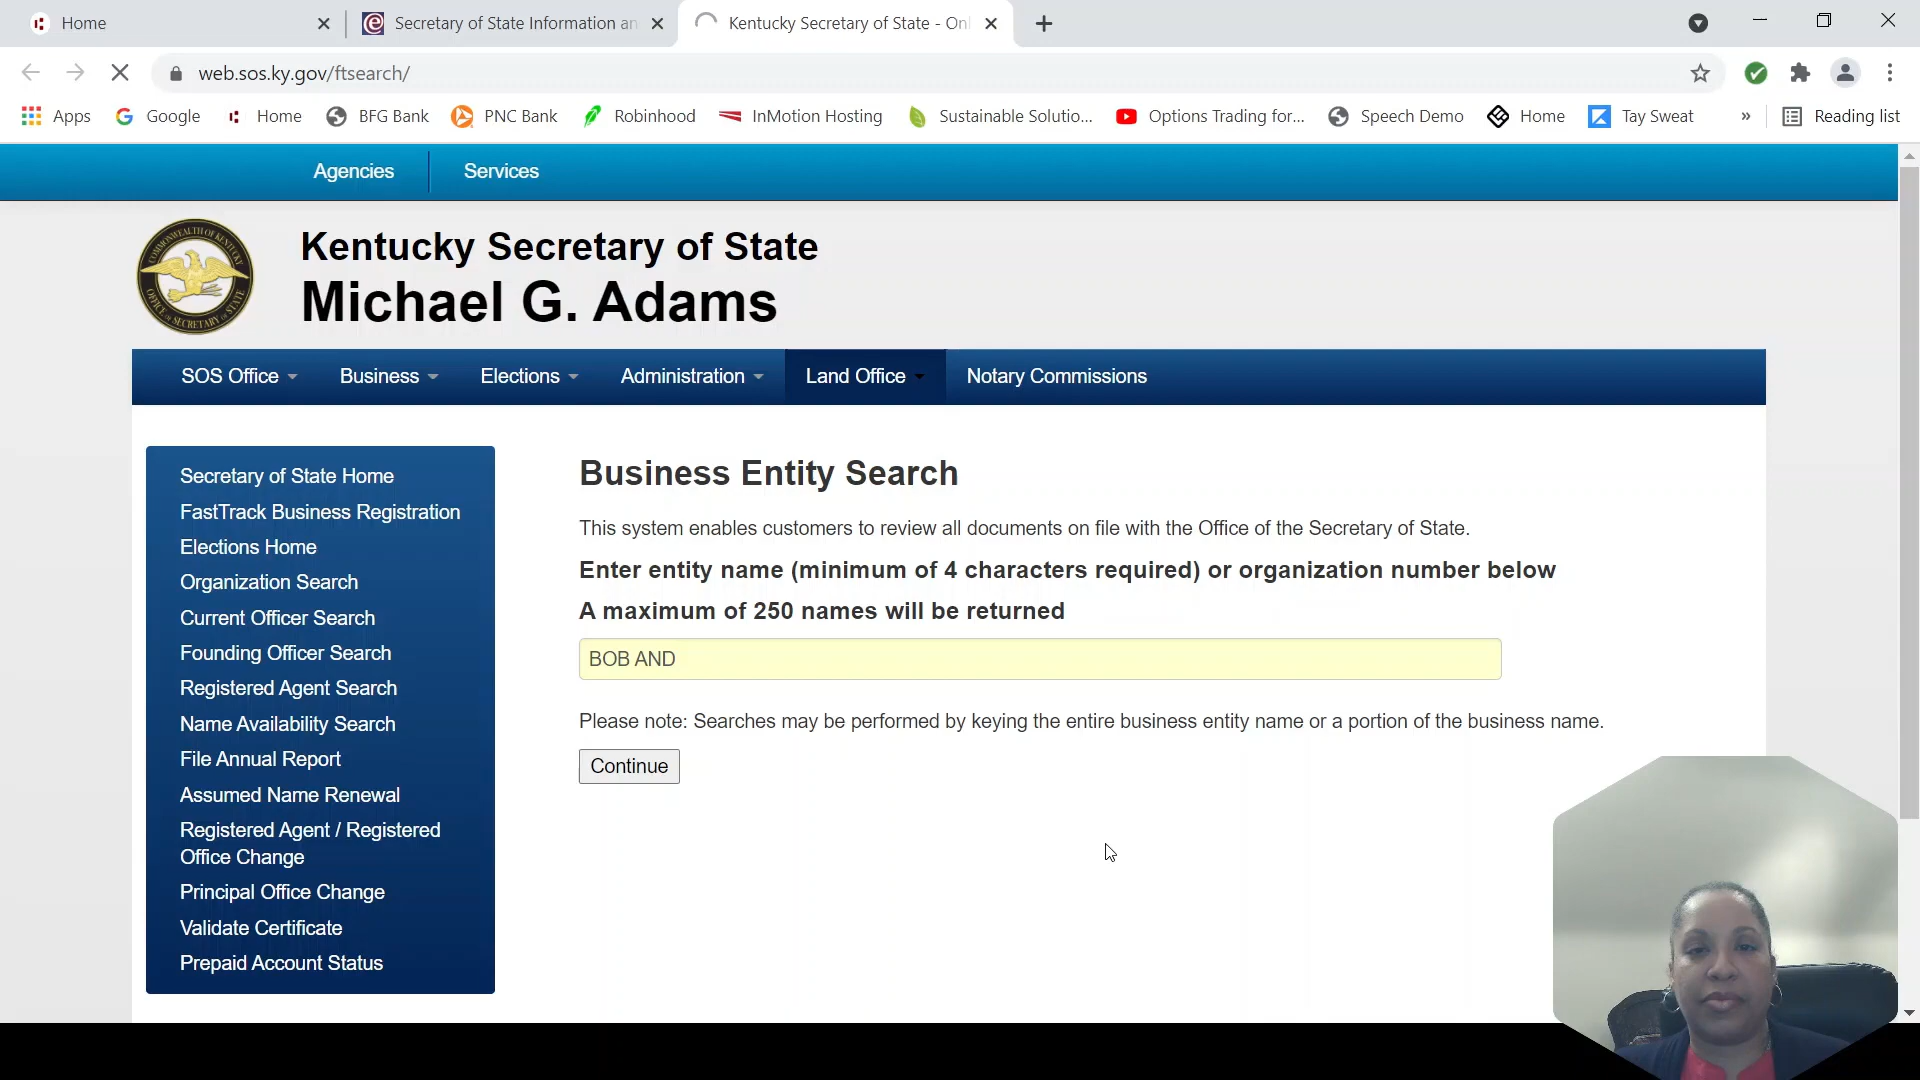 Home
Secretary of State Information an
Kentucky Secretary of State - Onl
web.sos.ky.gov/ftsearch/
Apps
Google
Home
BFG Bank
PNC Bank
Robinhood
InMotion Hosting
Sustainable Solutio...
Options Trading for...
Speech Demo
Home
Tay Sweat
»
Reading list
Agencies
Services
COMMONWEALTH OF KENTUCKY
OFFICE OF SECRETARY OF STATE
Kentucky Secretary of State
Michael G. Adams
SOS Office
Business
Elections
Administration
Land Office
Notary Commissions
Secretary of State Home
FastTrack Business Registration
Elections Home
Organization Search
Current Officer Search
Founding Officer Search
Registered Agent Search
Name Availability Search
File Annual Report
Assumed Name Renewal
Registered Agent / Registered
Office Change
Principal Office Change
Validate Certificate
Prepaid Account Status
Business Entity Search
This system enables customers to review all documents on file with the Office of the Secretary of State.
Enter entity name (minimum of 4 characters required) or organization number below
A maximum of 250 names will be returned
BOB AND
Please note: Searches may be performed by keying the entire business entity name or a portion of the business name.
Continue